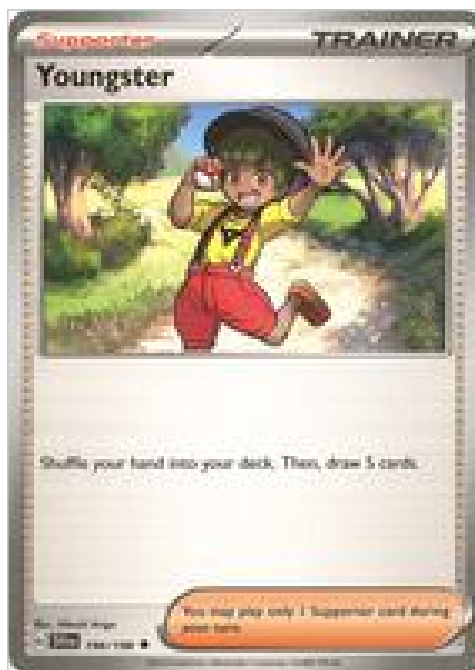 Supporter
TRAINER
Youngster
Shuffle your hand into your deck. Then, draw 5 cards.
You may play only 1 Supporter card during
your turn.